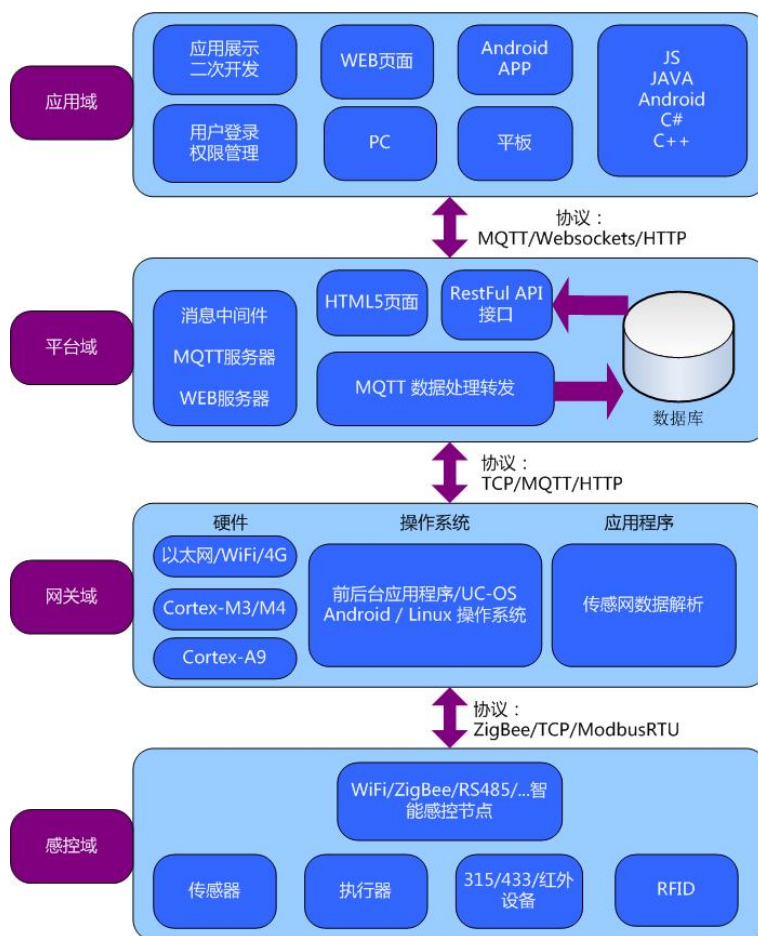 应用域
应用展示
二次开发
WEB页面
Android
APP
JS
JAVA
Android
C#
C++
用户登录
权限管理
PC
平板
协议：
MQTT/Websockets/HTTP
平台域
消息中间件
MQTT服务器
WEB服务器
HTML5页面
RestFul API
接口
MQTT 数据处理转发
数据库
协议：
TCP/MQTT/HTTP
网关域
硬件
操作系统
应用程序
以太网/WiFi/4G
Cortex-M3/M4
Cortex-A9
前后台应用程序/UC-OS
Android / Linux 操作系统
传感网数据解析
协议：
ZigBee/TCP/ModbusRTU
感控域
WiFi/ZigBee/RS485/...智
能感控节点
传感器
执行器
315/433/红外
设备
RFID